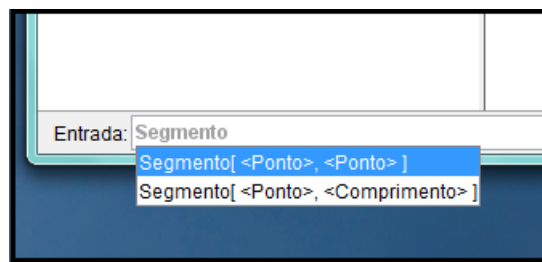 Entrada: Segmento
Segmento[ <Ponto>, <Ponto> ]
Segmento[ <Ponto>, <Comprimento> ]